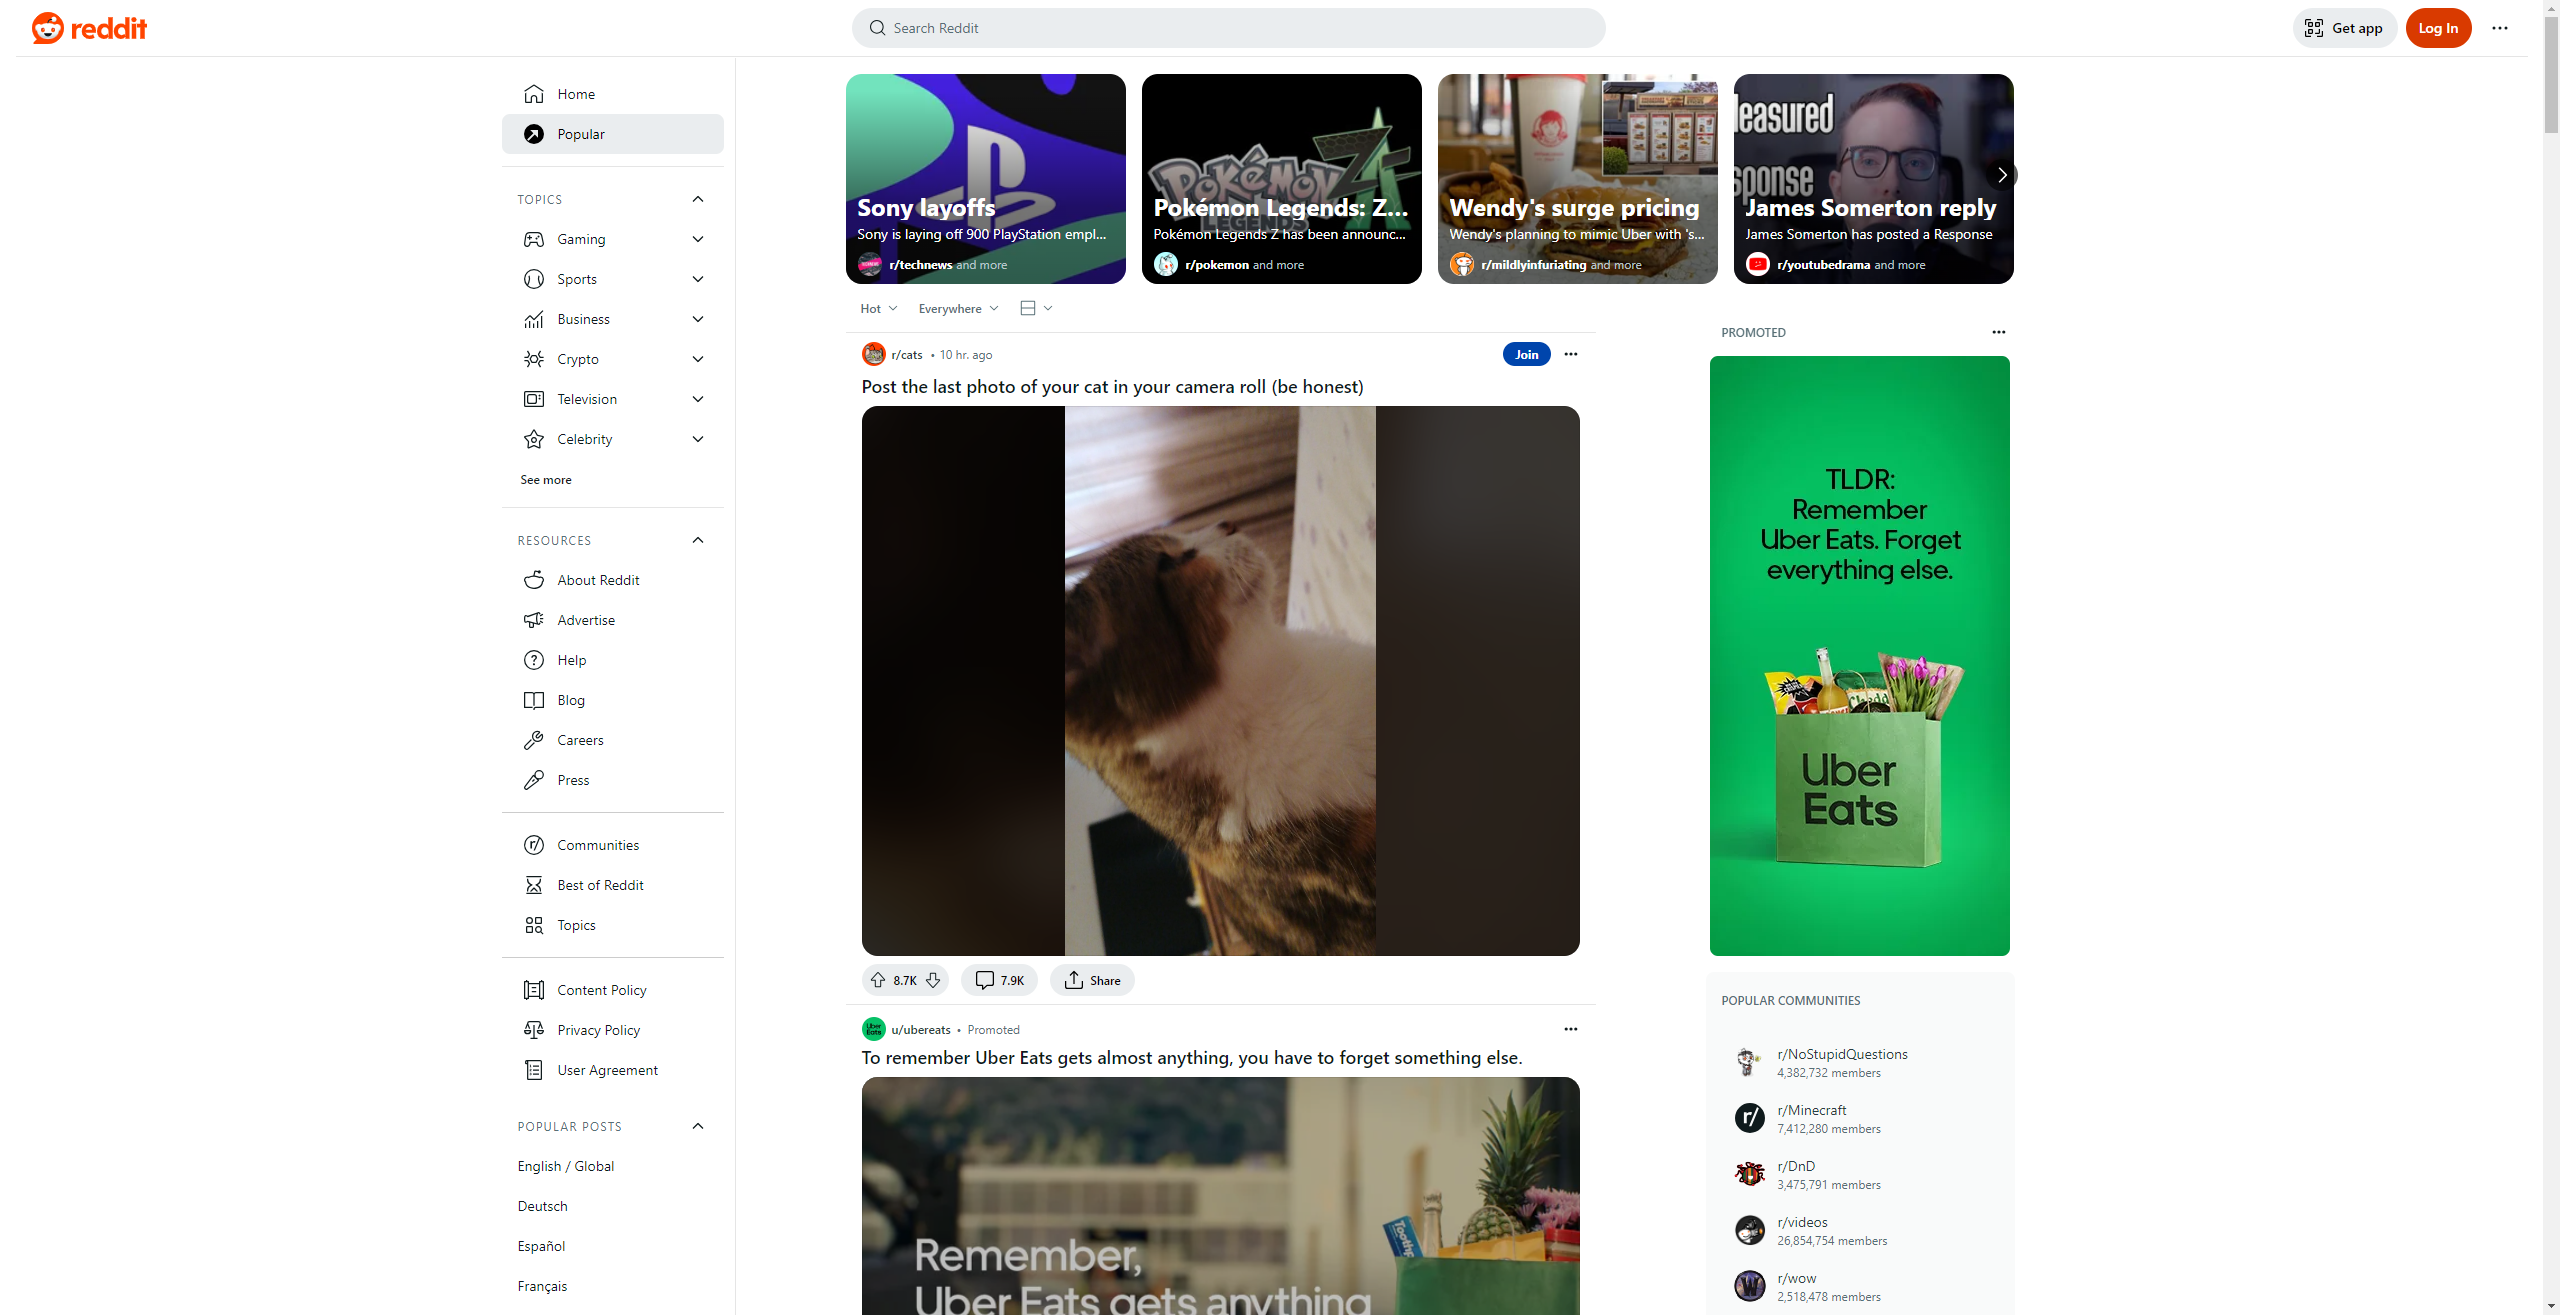 reddit
Search Reddit
Get app
Log In
Home
Popular
TOPICS
Gaming
Sports
Business
Crypto
Television
Celebrity
See more
RESOURCES
About Reddit
Advertise
Help
Blog
Careers
Press
Communities
Best of Reddit
Topics
Content Policy
Privacy Policy
User Agreement
POPULAR POSTS
English / Global
Deutsch
Español
Français
Sony layoffs
Sony is laying off 900 PlayStation empl...
r/technews and more
POKÉMON
LEGENDS
Pokémon Legends: Z...
Pokémon Legends Z has been announc...
r/pokemon and more
Wendy's surge pricing
Wendy's planning to mimic Uber with 's...
r/mildlyinfuriating and more
James Somerton reply
James Somerton has posted a Response
r/youtubedrama and more
Hot
Everywhere
r/cats • 10 hr. ago
Join
Post the last photo of your cat in your camera roll (be honest)
8.7K
7.9K
Share
u/ubereats • Promoted
To remember Uber Eats gets almost anything, you have to forget something else.
Remember,
Uber Eats gets anything
PROMOTED
TLDR:
Remember
Uber Eats. Forget
everything else.
Uber
Eats
POPULAR COMMUNITIES
r/NoStupidQuestions
4,382,732 members
r/Minecraft
7,412,280 members
r/DnD
3,475,791 members
r/videos
26,854,754 members
r/wow
2,518,478 members